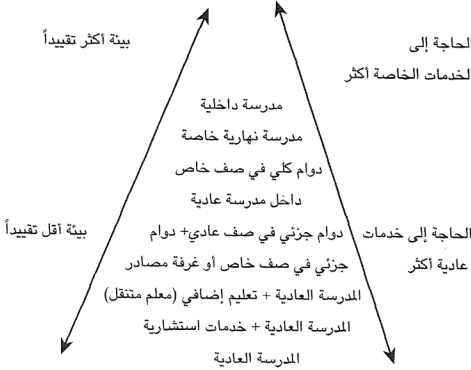 الحاجة إلى
الخدمات الخاصة أكثر
بيئة أكثر تقييداً
مدرسة داخلية
مدرسة نهارية خاصة
دوام كلي في صف خاص
داخل مدرسة عادية
الحاجة إلى خدمات
عادية أكثر
دوام جزئي في صف عادي+ دوام
جزئي في صف خاص أو غرفة مصادر
بيئة أقل تقييداً
المدرسة العادية + تعليم إضافي (معلم متنقل)
المدرسة العادية + خدمات استشارية
المدرسة العادية